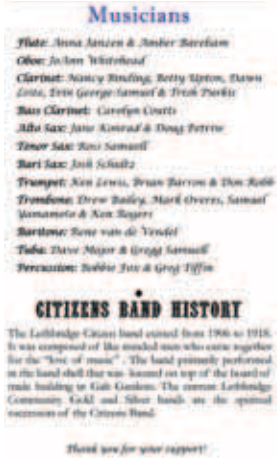 Musicians
Flute: Anna Janzen & Amber Bareham
Oboe: JoAnn Whitehead
Clarinet: Nancy Binding, Betty Upton, Dawn
Leite, Erin George-Samuel & Trish Purkis
Bass Clarinet: Carolyn Coutts
Alto Sax: Jane Konrad & Doug Petrie
Tenor Sax: Ross Samuell
Bari Sax: Josh Schultz
Trumpet: Ken Lewis, Brian Barron & Don Robb
Trombone: Drew Bailey, Mark Overes, Samuel
Yamamoto & Ken Rogers
Baritone: Rene van de Vendel
Tuba: Dave Major & Gregg Samuell
Percussion: Bobbie Fox & Greg Tiffin
CITIZENS BAND HISTORY
The Lethbridge Citizen band existed from 1906 to 1918.
It was composed of like minded men who came together
for the "love of music". The band primarily performed
in the band shell that was located on top of the board of
trade building in Galt Gardens. The current Lethbridge
Community Gold and Silver bands are the spiritual
successors of the Citizens Band.
Thank you for your support!